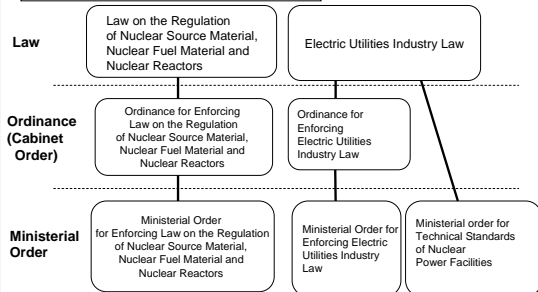 Law
Law on the Regulation
of Nuclear Source Material,
Nuclear Fuel Material and
Nuclear Reactors
Electric Utilities Industry Law
Ordinance
(Cabinet
Order)
Ordinance for Enforcing
Law on the Regulation
of Nuclear Source Material,
Nuclear Fuel Material and
Nuclear Reactors
Ordinance for
Enforcing
Electric Utilities
Industry Law
Ministerial
Order
Ministerial Order
for Enforcing Law on the Regulation
of Nuclear Source Material,
Nuclear Fuel Material and
Nuclear Reactors
Ministerial Order for
Enforcing Electric
Utilities Industry
Law
Ministerial order for
Technical Standards
of Nuclear
Power Facilities